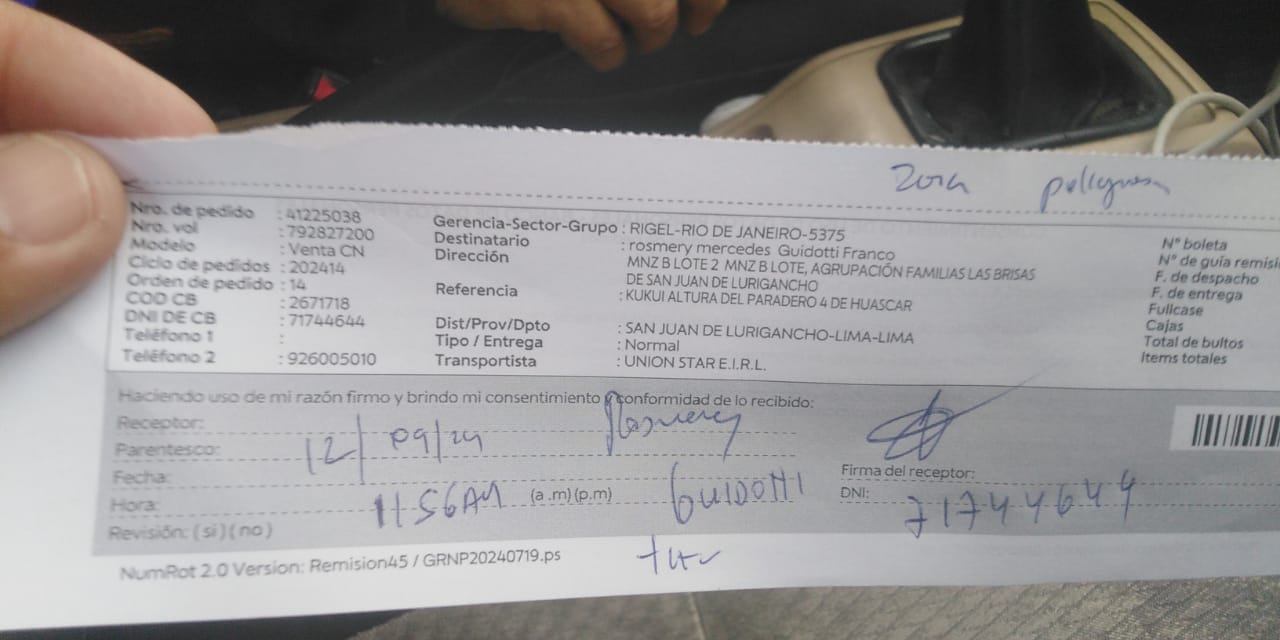 Zona peligrosa
Nro. de pedido : 41225038
Nro. vol : 792827200
Modelo : Venta CN
Ciclo de pedidos : 202414
Orden de pedido : 14
COD CB : 2671718
DNI DE CB : 71744644
Teléfono 1 :
Teléfono 2 : 926005010
Gerencia-Sector-Grupo : RIGEL-RIO DE JANEIRO-5375
Destinatario : rosmery mercedes Guidotti Franco
Dirección MNZ B LOTE 2 MNZ B LOTE, AGRUPACIÓN FAMILIAS LAS BRISAS
DE SAN JUAN DE LURIGANCHO
Referencia : KUKUI ALTURA DEL PARADERO 4 DE HUASCAR
Dist/Prov/Dpto : SAN JUAN DE LURIGANCHO-LIMA-LIMA
Tipo / Entrega : Normal
Transportista : UNION STAR E.I.R.L.
N° boleta
N° de guía remisi
F. de despacho
F. de entrega
Fullcase
Cajas
Total de bultos
Items totales
Haciendo uso de mi razón firmo y brindo mi consentimiento conformidad de lo recibido:
Receptor: Rosmery
Parentesco:
Fecha: 12/09/24
Hora: 11 56AM (a .m) (p.m) GUIDOTTI
Revisión: ( si ) ( no )
Firma del receptor:
DNI: 71744644
NumRot 2.0 Version: Remision45 / GRNP20240719.ps